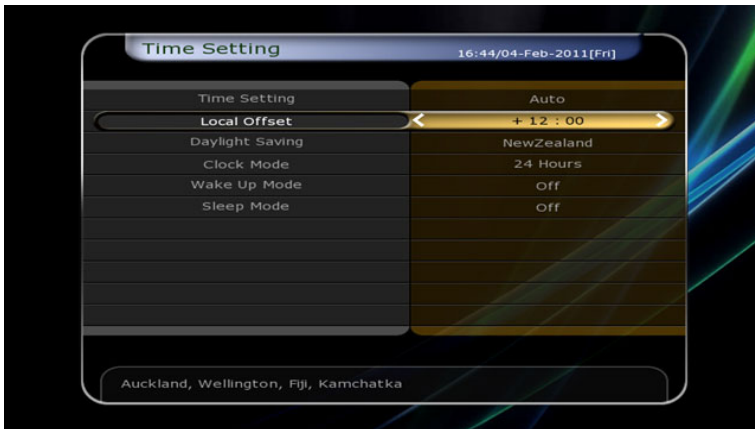 Time Setting 16:44/04-Feb-2011[Fri]
Time Setting Auto
Local Offset + 12 : 00
Daylight Saving NewZealand
Clock Mode 24 Hours
Wake Up Mode Off
Sleep Mode Off
Auckland, Wellington, Fiji, Kamchatka